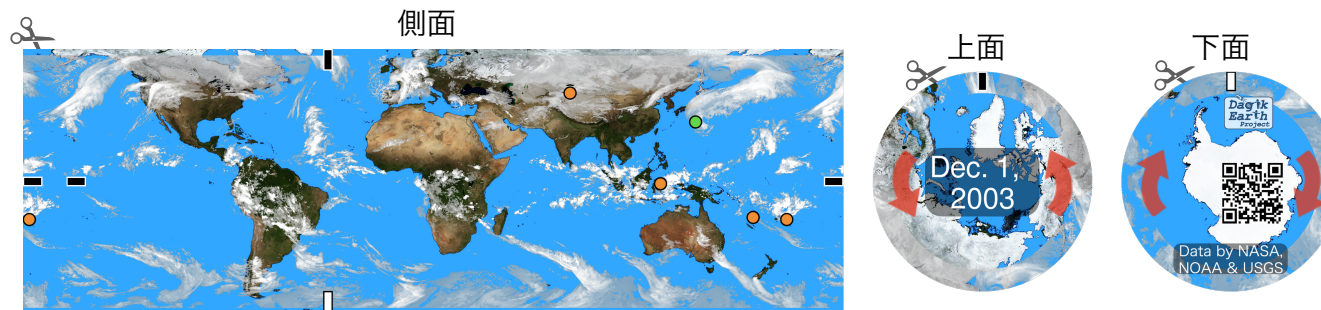 側面
上面
下面
Dec. 1,
2003
Dagik
Earth
Project
Data by NASA,
NOAA & USGS